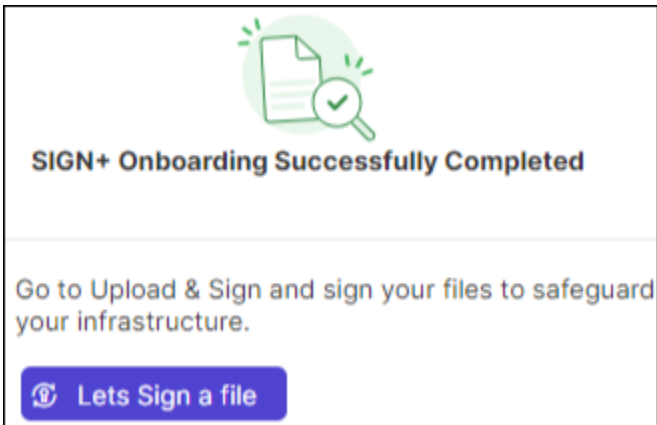 SIGN+ Onboarding Successfully Completed
Go to Upload & Sign and sign your files to safeguard
your infrastructure.
Lets Sign a file